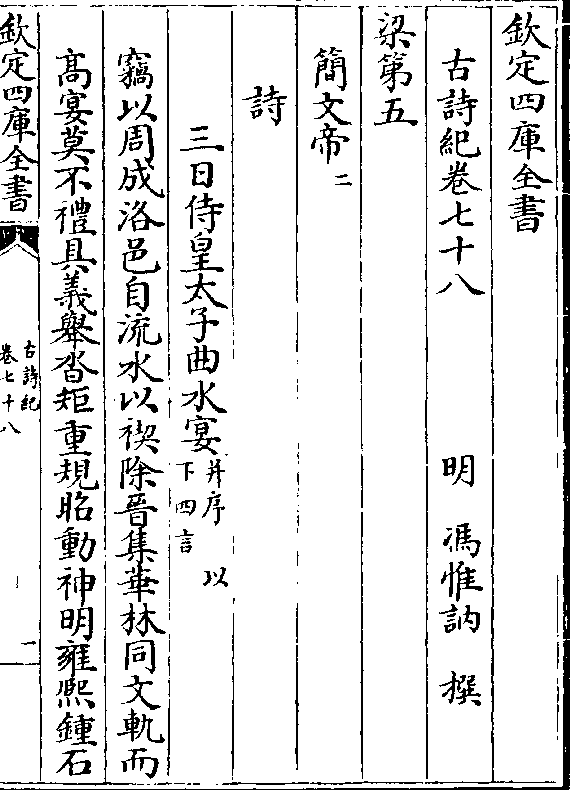 欽定四庫全書
古詩紀卷七十八 明 馮惟訥 撰
梁第五
簡文帝二
詩
三日侍皇太子曲水宴并序 以下四言
竊以周成洛邑自流水以禊除晉集華林同文軌而
高宴莫不禮具義舉沓矩重規昭動神明雍熙鍾石
欽定四庫全書
古詩紀
卷七十八
一